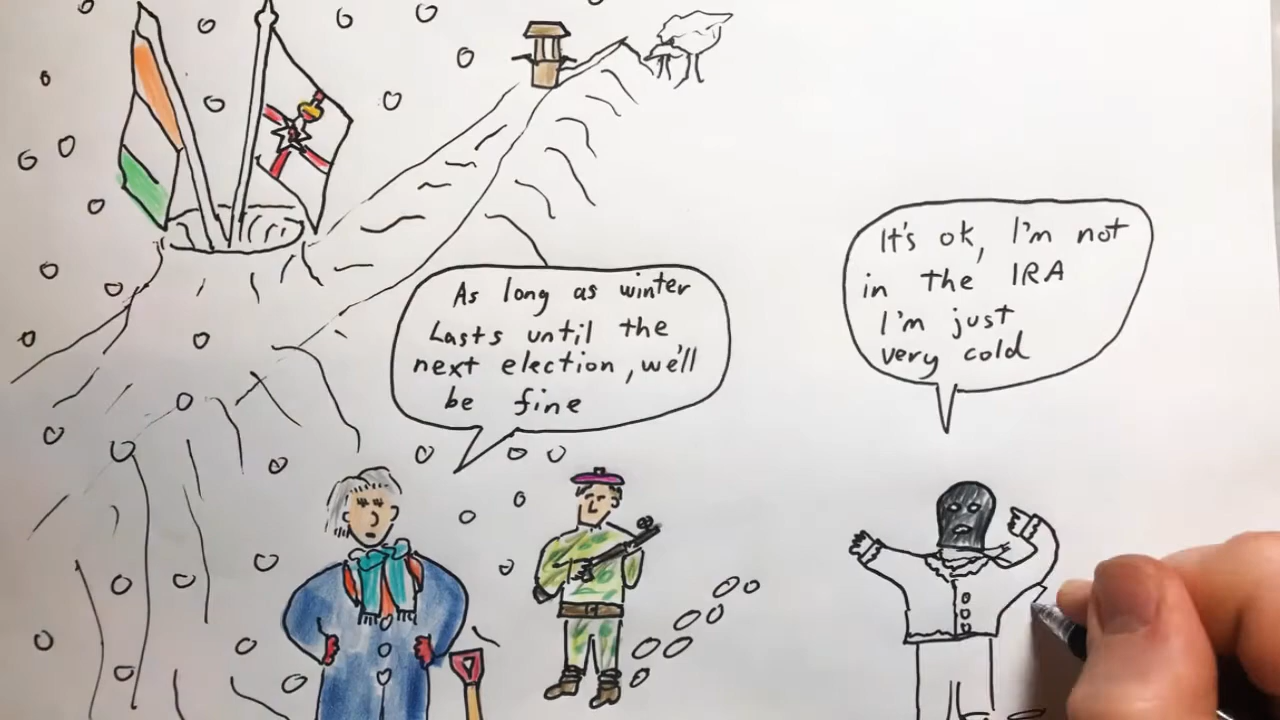 As long as winter
Lasts until the
next election, we'll
be fine
It's ok, I'm not
in the IRA
I'm just
very cold